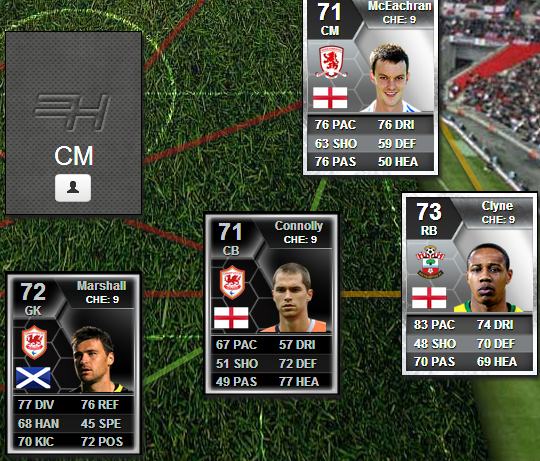 71
CM
McEachran
CHE: 9
76 PAC 76 DRI
63 SHO 59 DEF
76 PAS 50 HEA
CM
71
CB
Connolly
CHE: 9
67 PAC 57 DRI
51 SHO 72 DEF
49 PAS 77 HEA
73
RB
Clyne
CHE: 9
83 PAC 74 DRI
48 SHO 70 DEF
70 PAS 69 HEA
72
GK
Marshall
CHE: 9
77 DIV 76 REF
68 HAN 45 SPE
70 KIC 72 POS